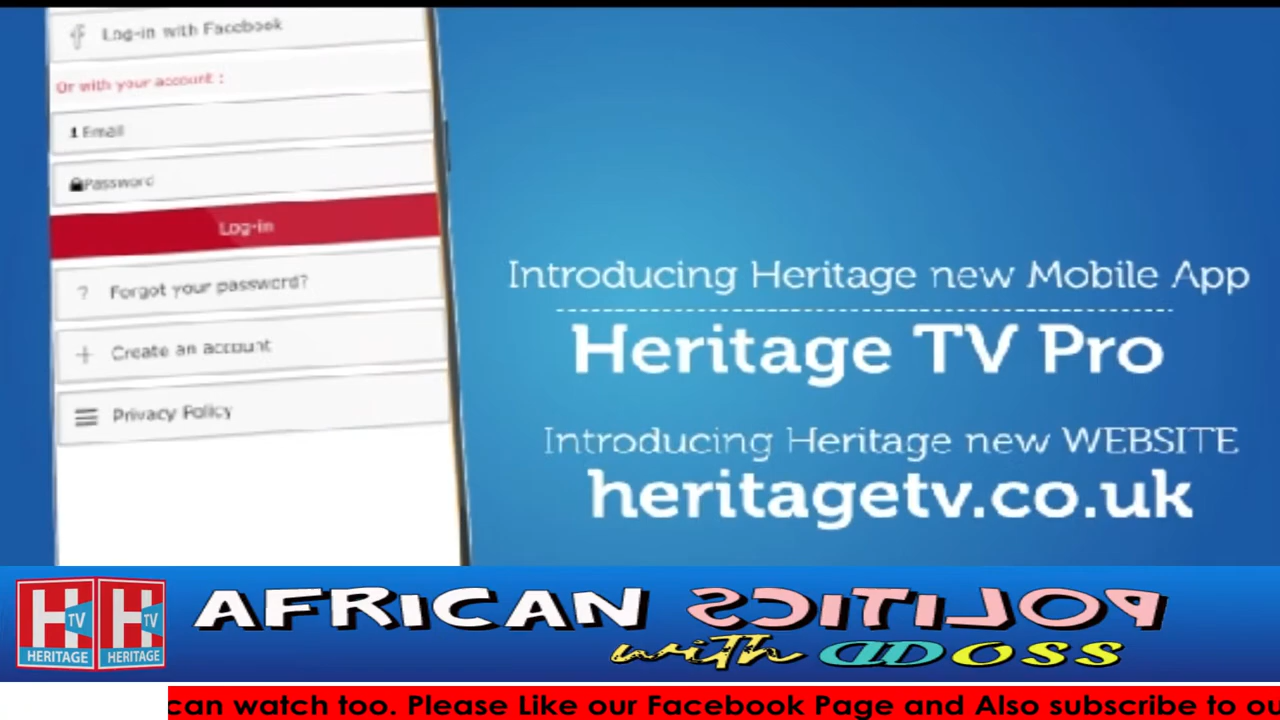 Log-in with Facebook
Or with your account :
Email
Password
Log-in
? Forgot your password?
+ Create an account
Privacy Policy
Introducing Heritage new Mobile App
Heritage TV Pro
Introducing Heritage new WEBSITE
heritagetv.co.uk
H TV HERITAGE
H TV HERITAGE
AFRICAN POLITICS
with ADOSS
can watch too. Please Like our Facebook Page and Also subscribe to ou